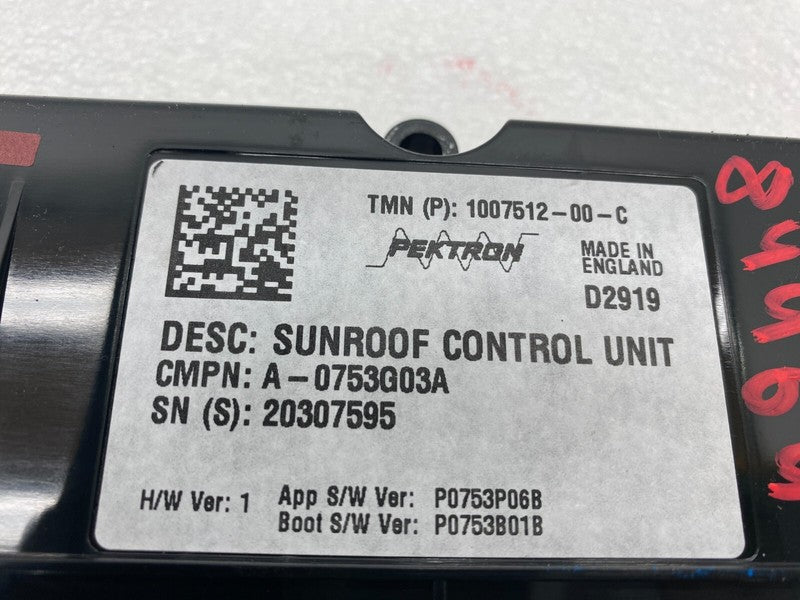 TMN (P): 1007512-00-C
PEKTRON
MADE IN
ENGLAND
D2919
DESC: SUNROOF CONTROL UNIT
CMPN: A-0753G03A
SN (S): 20307595
H/W Ver: 1
App S/W Ver: P0753P06B
Boot S/W Ver: P0753B01B